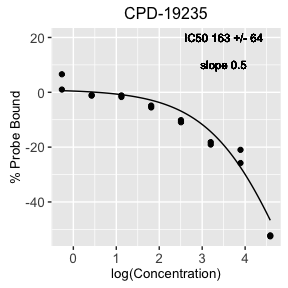 CPD-19235
IC50 163 +/- 64
slope 0.5
20
0
-20
-40
% Probe Bound
0
1
2
3
4
log(Concentration)